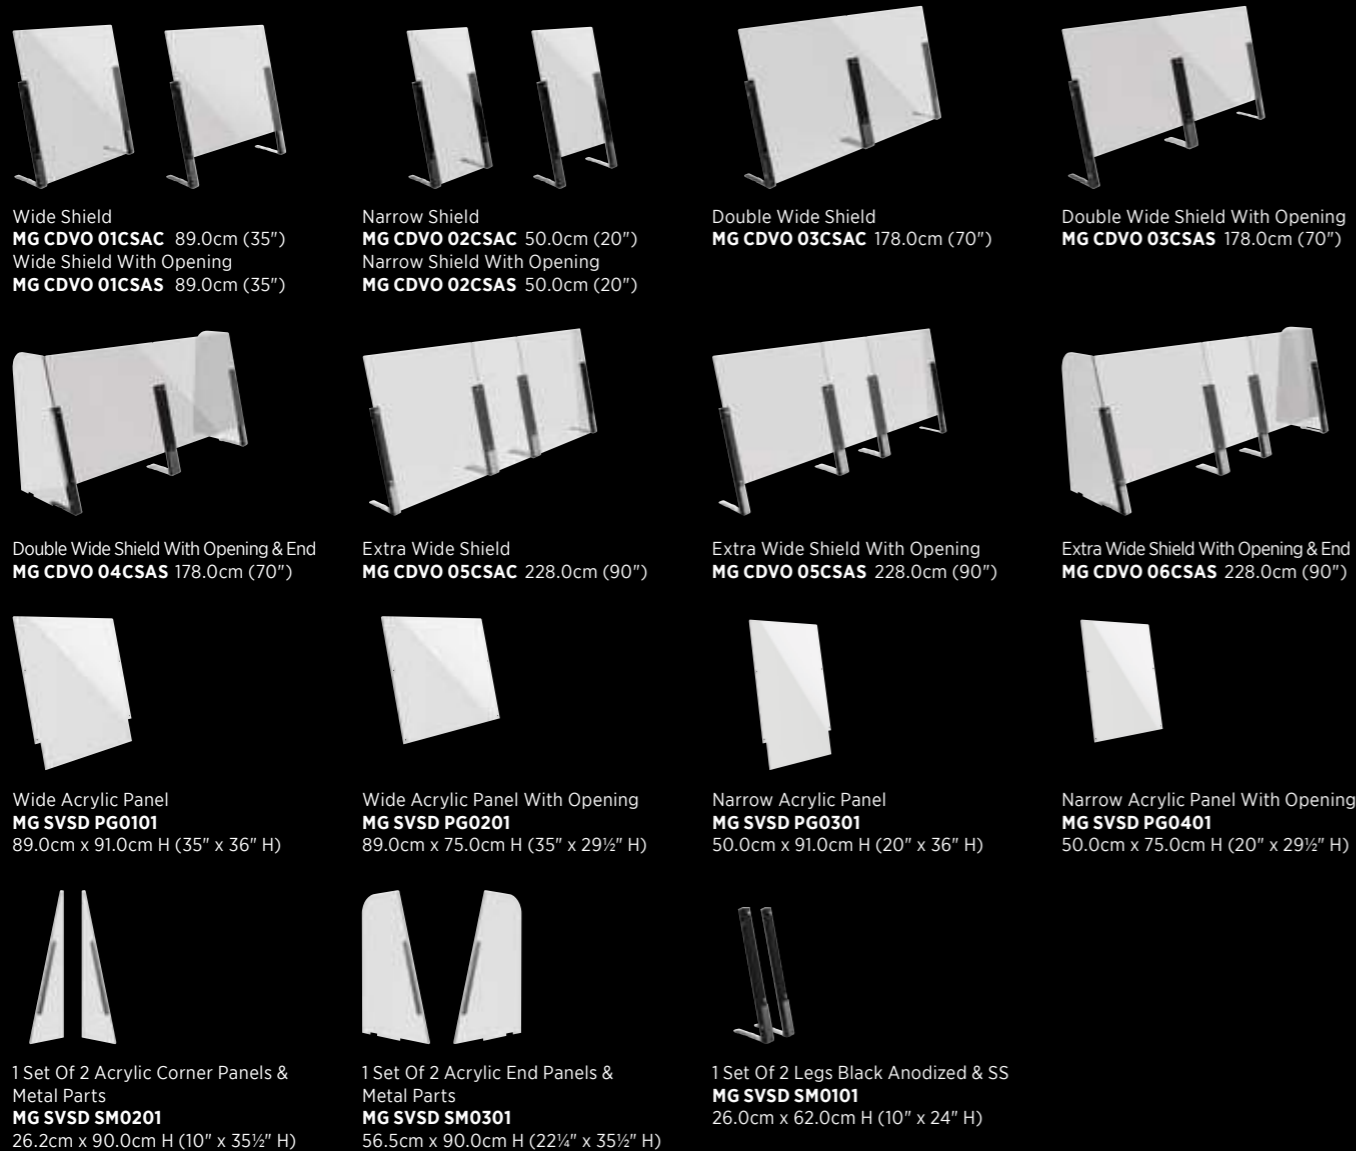 Wide Shield
MG CDVO 01CSAC 89.0cm (35")
Wide Shield With Opening
MG CDVO 01CSAS 89.0cm (35")
Narrow Shield
MG CDVO 02CSAC 50.0cm (20")
Narrow Shield With Opening
MG CDVO 02CSAS 50.0cm (20")
Double Wide Shield
MG CDVO 03CSAC 178.0cm (70")
Double Wide Shield With Opening
MG CDVO 03CSAS 178.0cm (70")
Double Wide Shield With Opening & End
MG CDVO 04CSAS 178.0cm (70")
Extra Wide Shield
MG CDVO 05CSAC 228.0cm (90")
Extra Wide Shield With Opening
MG CDVO 05CSAS 228.0cm (90")
Extra Wide Shield With Opening & End
MG CDVO 06CSAS 228.0cm (90")
Wide Acrylic Panel
MG SVSD PG0101
89.0cm x 91.0cm H (35" x 36" H)
Wide Acrylic Panel With Opening
MG SVSD PG0201
89.0cm x 75.0cm H (35" x 29½" H)
Narrow Acrylic Panel
MG SVSD PG0301
50.0cm x 91.0cm H (20" x 36" H)
Narrow Acrylic Panel With Opening
MG SVSD PG0401
50.0cm x 75.0cm H (20" x 29½" H)
1 Set Of 2 Acrylic Corner Panels &
Metal Parts
MG SVSD SM0201
26.2cm x 90.0cm H (10" x 35½" H)
1 Set Of 2 Acrylic End Panels &
Metal Parts
MG SVSD SM0301
56.5cm x 90.0cm H (22¼" x 35½" H)
1 Set Of 2 Legs Black Anodized & SS
MG SVSD SM0101
26.0cm x 62.0cm H (10" x 24" H)